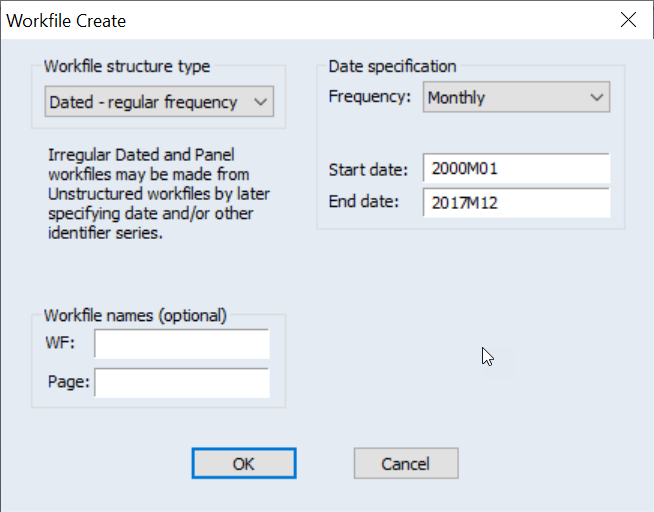 Workfile Create
Workfile structure type
Dated - regular frequency
Irregular Dated and Panel
workfiles may be made from
Unstructured workfiles by later
specifying date and/or other
identifier series.
Date specification
Frequency: Monthly
Start date: 2000M01
End date: 2017M12
Workfile names (optional)
WF:
Page:
OK
Cancel